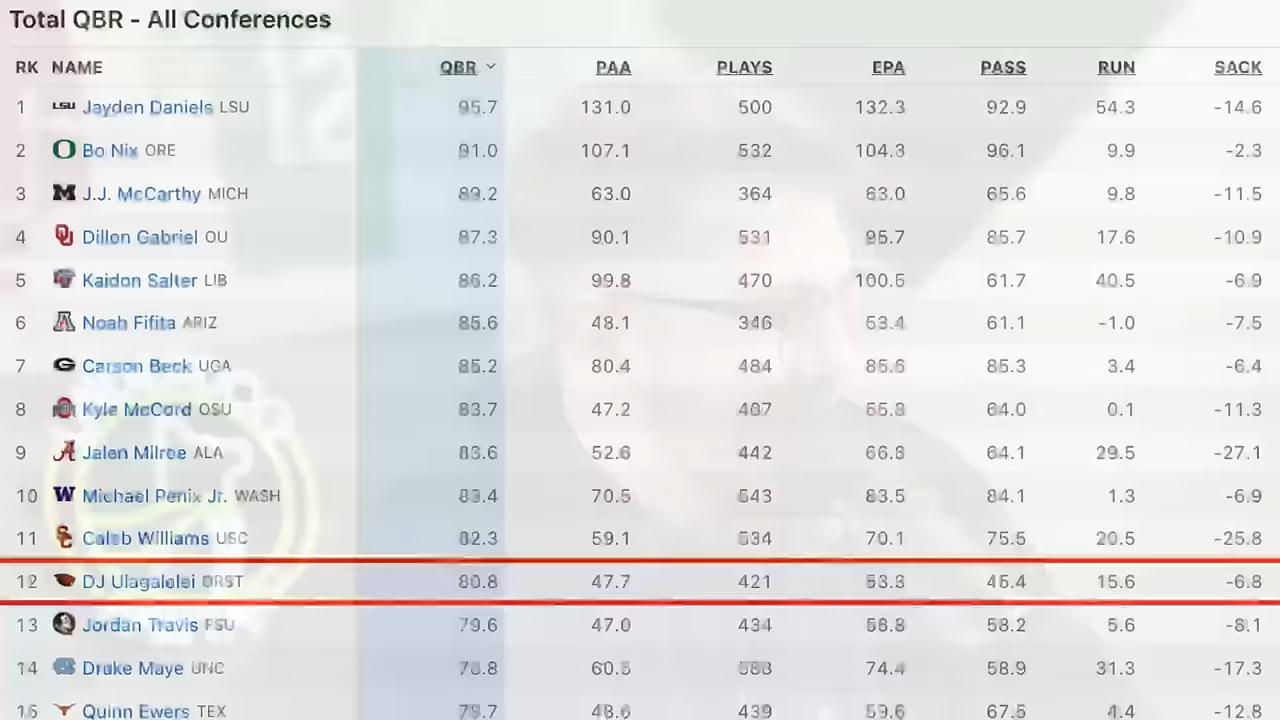 Total QBR - All Conferences
RK NAME QBR PAA PLAYS EPA PASS RUN SACK
1 LSU Jayden Daniels LSU 95.7 131.0 500 132.3 92.9 54.3 -14.6
2 Bo Nix ORE 91.0 107.1 532 104.3 96.1 9.9 -2.3
3 J.J. McCarthy MICH 89.2 63.0 364 63.0 65.6 9.8 -11.5
4 Dillon Gabriel OU 87.3 90.1 531 95.7 85.7 17.6 -10.9
5 Kaidon Salter LIB 86.2 99.8 470 100.5 61.7 40.5 -6.9
6 Noah Fifita ARIZ 85.6 48.1 346 53.4 61.1 -1.0 -7.5
7 Carson Beck UGA 85.2 80.4 484 85.6 85.3 3.4 -6.4
8 Kyle McCord OSU 83.7 47.2 407 55.8 64.0 0.1 -11.3
9 Jalen Milroe ALA 83.6 52.6 442 66.8 64.1 29.5 -27.1
10 Michael Penix Jr. WASH 83.4 70.5 543 83.5 84.1 1.3 -6.9
11 Caleb Williams USC 82.3 59.1 534 70.1 75.5 20.5 -25.8
12 DJ Uiagalelei ORST 80.8 47.7 421 53.3 45.4 15.6 -6.8
13 Jordan Travis FSU 79.6 47.0 434 56.8 58.2 5.6 -8.1
14 Drake Maye UNC 78.8 60.5 74.4 58.9 31.3 -17.3
15 Quinn Ewers TEX 48.6 439 59.6 67.5 4.4 -12.8